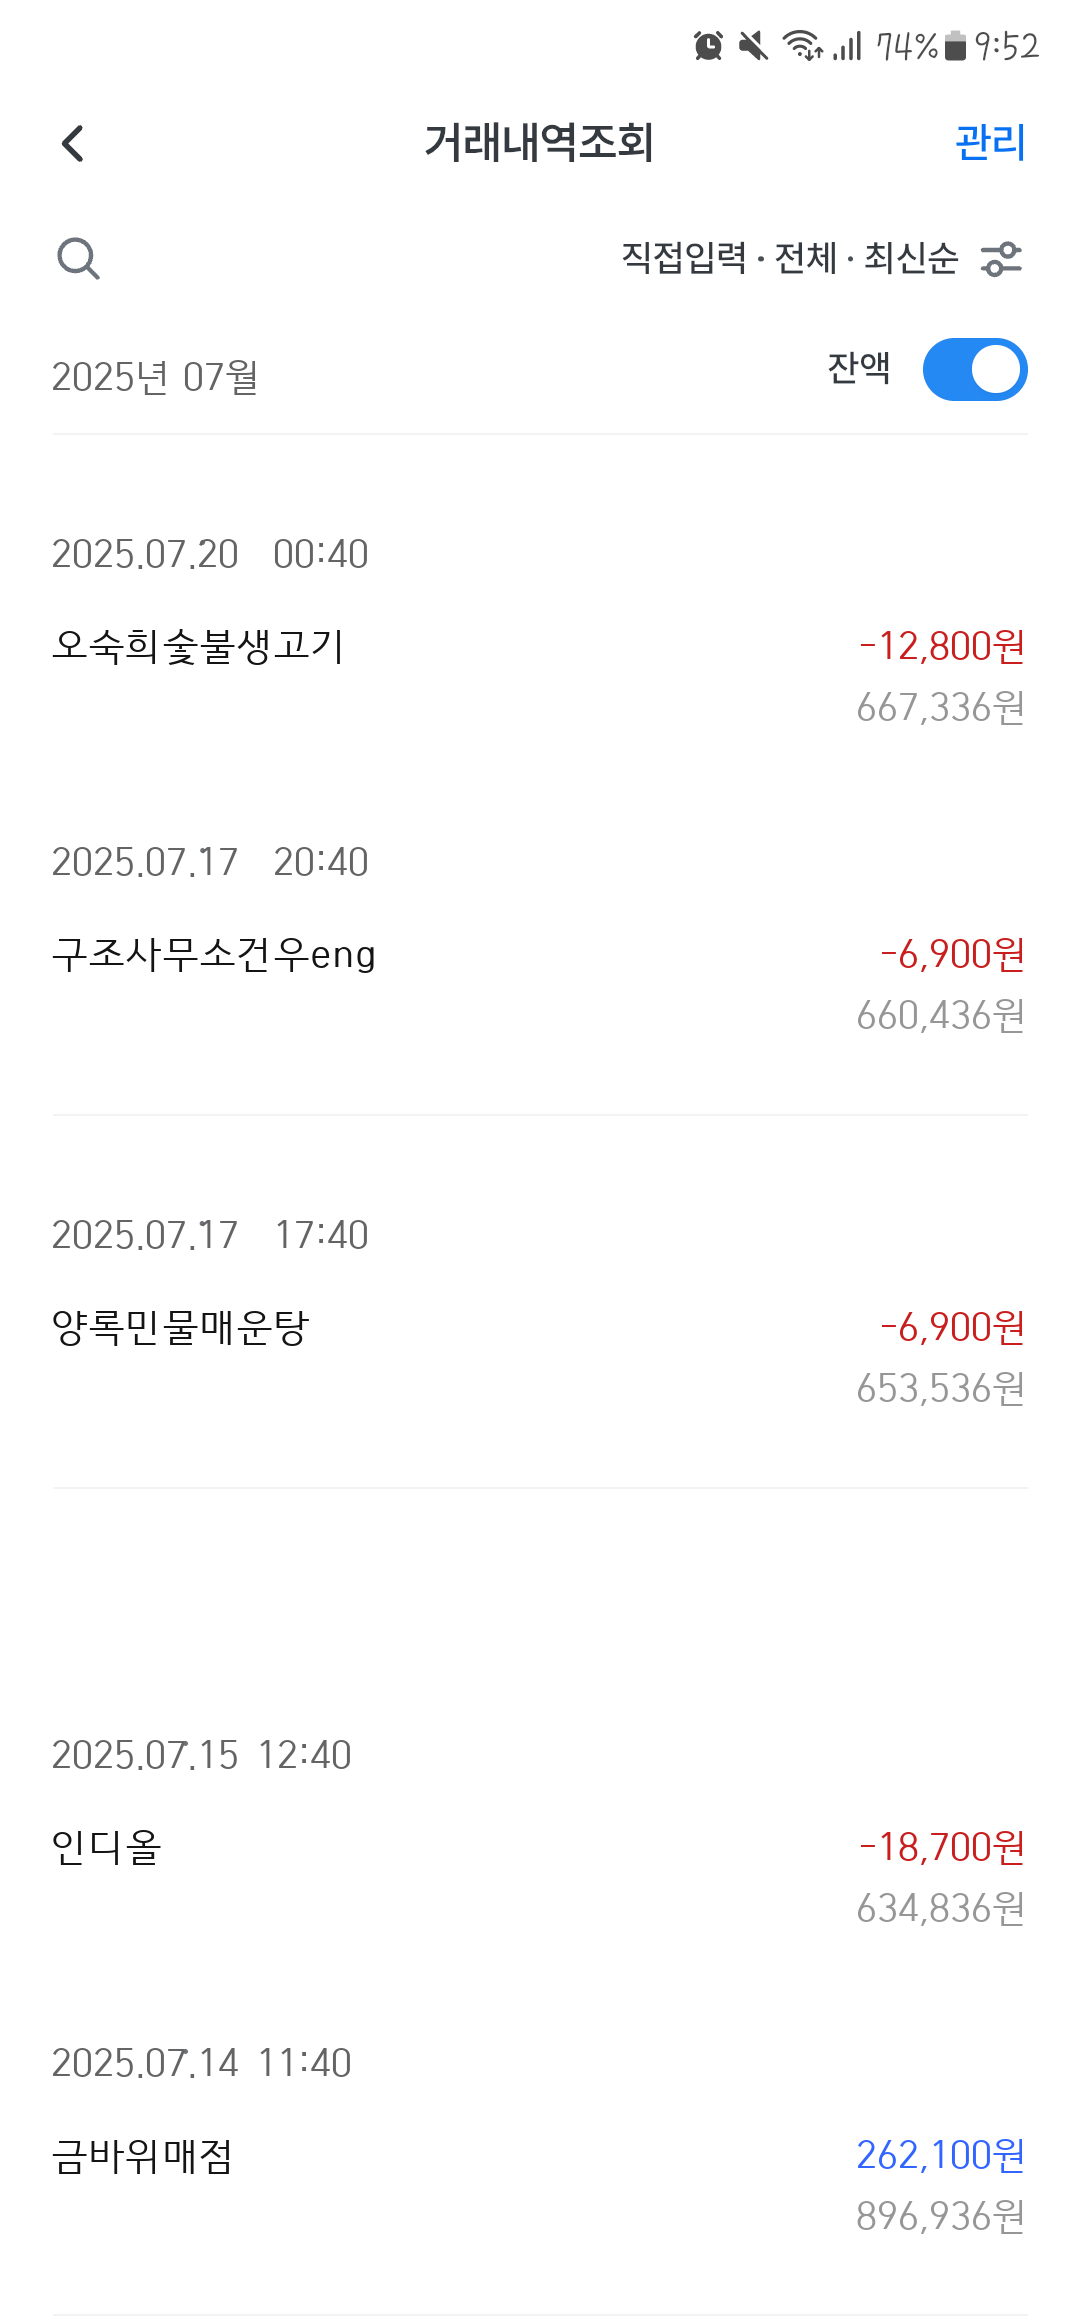 74% 9:52
거래내역조회 관리
직접입력 · 전체 · 최신순
2025년 07월 잔액
2025.07.20 00:40
오숙희숯불생고기 -12,800원
667,336원
2025.07.17 20:40
구조사무소건우eng -6,900원
660,436원
2025.07.17 17:40
양록민물매운탕 -6,900원
653,536원
2025.07.15 12:40
인디올 -18,700원
634,836원
2025.07.14 11:40
금바위매점 262,100원
896,936원